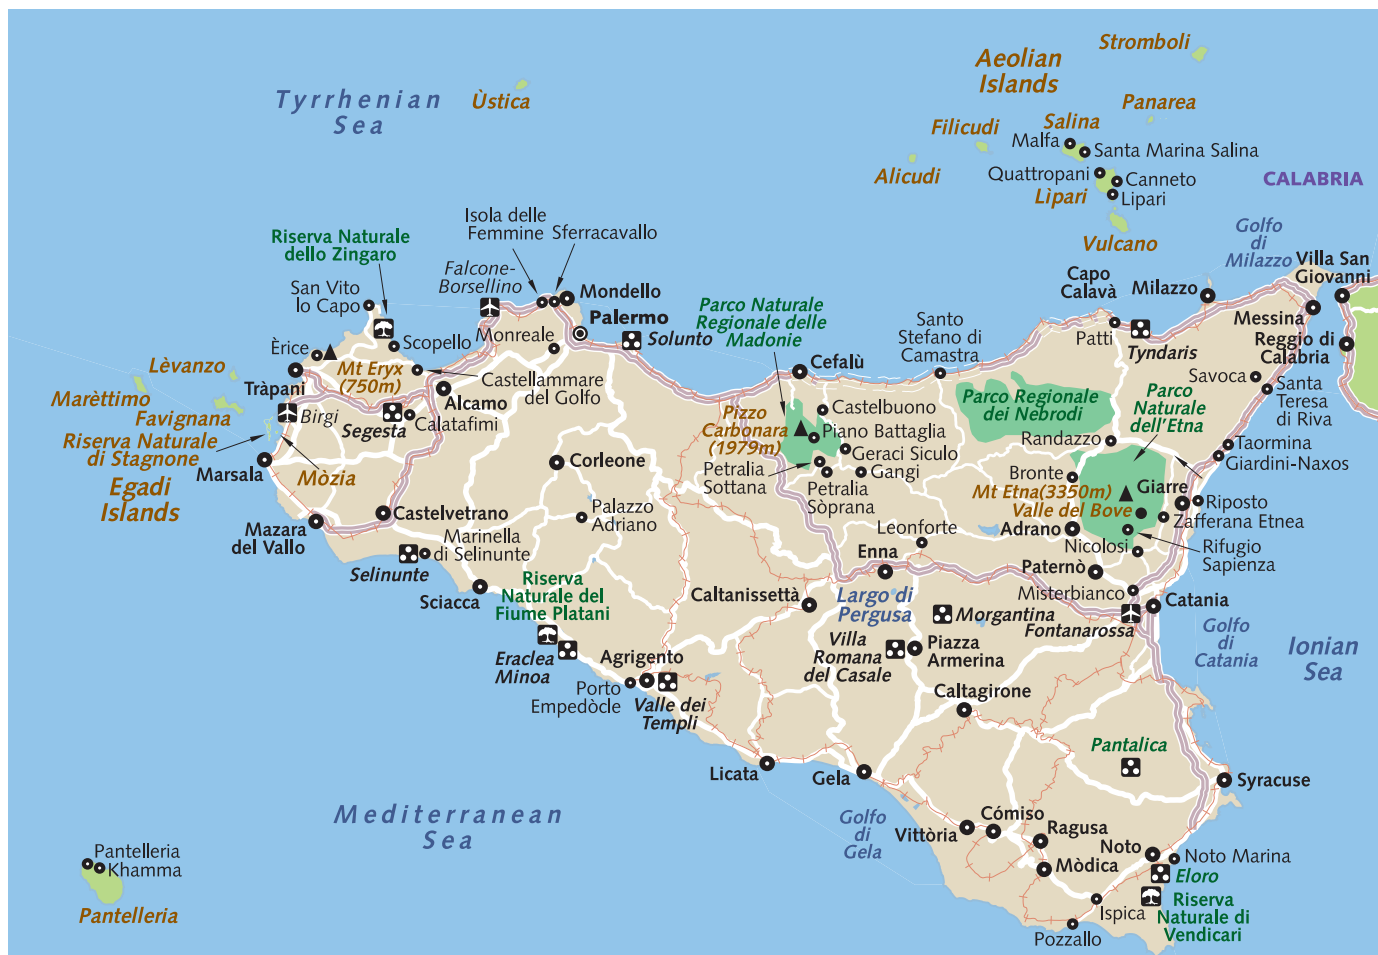 Stromboli
Aeolian
Islands
Tyrrhenian
Sea
Ùstica
Panarea
Filicudi
Salina
Malfa
Santa Marina Salina
Alicudi
Quattropani
Canneto
CALABRIA
Lìpari
Lipari
Isola delle
Femmine
Sferracavallo
Riserva Naturale
dello Zingaro
Vulcano
Golfo
di
Milazzo
Falcone-
Borsellino
Villa San
Giovanni
San Vito
lo Capo
Mondello
Capo
Calavà
Milazzo
Palermo
Parco Naturale
Regionale delle
Madonie
Messina
Monreale
Solunto
Santo
Stefano di
Camastra
Patti
Tyndaris
Reggio di
Calabria
Èrice
Scopello
Lèvanzo
Mt Eryx
(750m)
Cefalù
Savoca
Tràpani
Castellammare
del Golfo
Marèttimo
Alcamo
Parco Regionale
dei Nebrodi
Parco
Naturale
dell'Etna
Santa
Teresa
di Riva
Favignana
Birgi
Segesta
Calatafimi
Pizzo
Carbonara
(1979m)
Castelbuono
Piano Battaglia
Randazzo
Riserva Naturale
di Stagnone
Taormina
Giardini-Naxos
Geraci Siculo
Marsala
Mòzia
Corleone
Petralia
Sottana
Gangi
Bronte
Egadi
Islands
Petralia
Sòprana
Mt Etna(3350m)
Valle del Bove
Giarre
Riposto
Zafferana Etnea
Mazara
del Vallo
Castelvetrano
Palazzo
Adriano
Leonforte
Adrano
Marinella
di Selinunte
Nicolosi
Rifugio
Sapienza
Selinunte
Enna
Paternò
Sciacca
Riserva
Naturale del
Fiume Platani
Caltanissettà
Largo di
Pergusa
Misterbianco
Catania
Morgantina
Fontanarossa
Golfo
di
Catania
Ionian
Sea
Eraclea
Minoa
Agrigento
Villa
Romana
del Casale
Piazza
Armerina
Porto
Empedòcle
Valle dei
Templi
Caltagirone
Pantalica
Licata
Gela
Syracuse
Mediterranean
Sea
Golfo
di
Gela
Vittòria
Cómiso
Ragusa
Noto
Noto Marina
Pantelleria
Khamma
Mòdica
Eloro
Pantelleria
Ispica
Riserva
Naturale di
Vendicari
Pozzallo